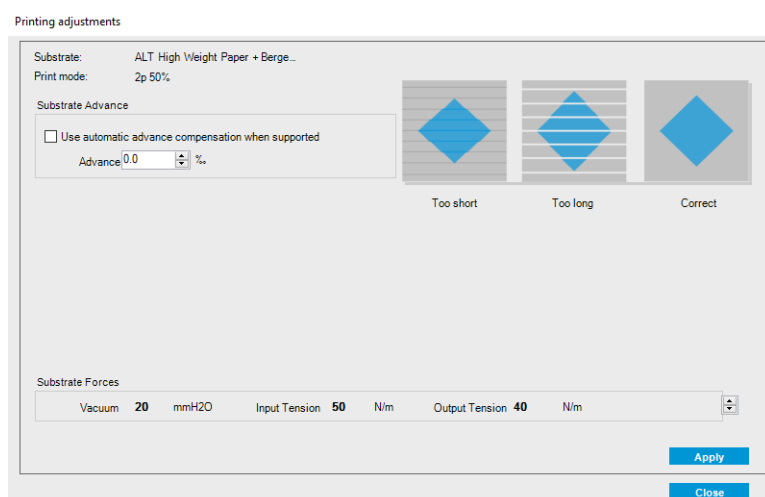 Printing adjustments
Substrate: ALT High Weight Paper + Berge...
Print mode: 2p 50%
Substrate Advance
Use automatic advance compensation when supported
Advance 0.0 ‰
Too short Too long Correct
Substrate Forces
Vacuum 20 mmH2O Input Tension 50 N/m Output Tension 40 N/m
Apply
Close